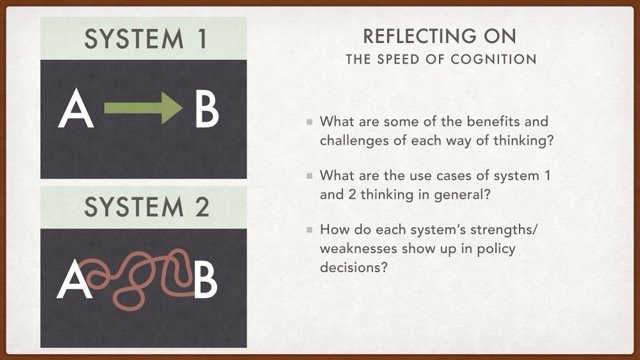 SYSTEM 1
A B
SYSTEM 2
A B
REFLECTING ON
THE SPEED OF COGNITION
What are some of the benefits and
challenges of each way of thinking?
What are the use cases of system 1
and 2 thinking in general?
How do each system's strengths/
weaknesses show up in policy
decisions?